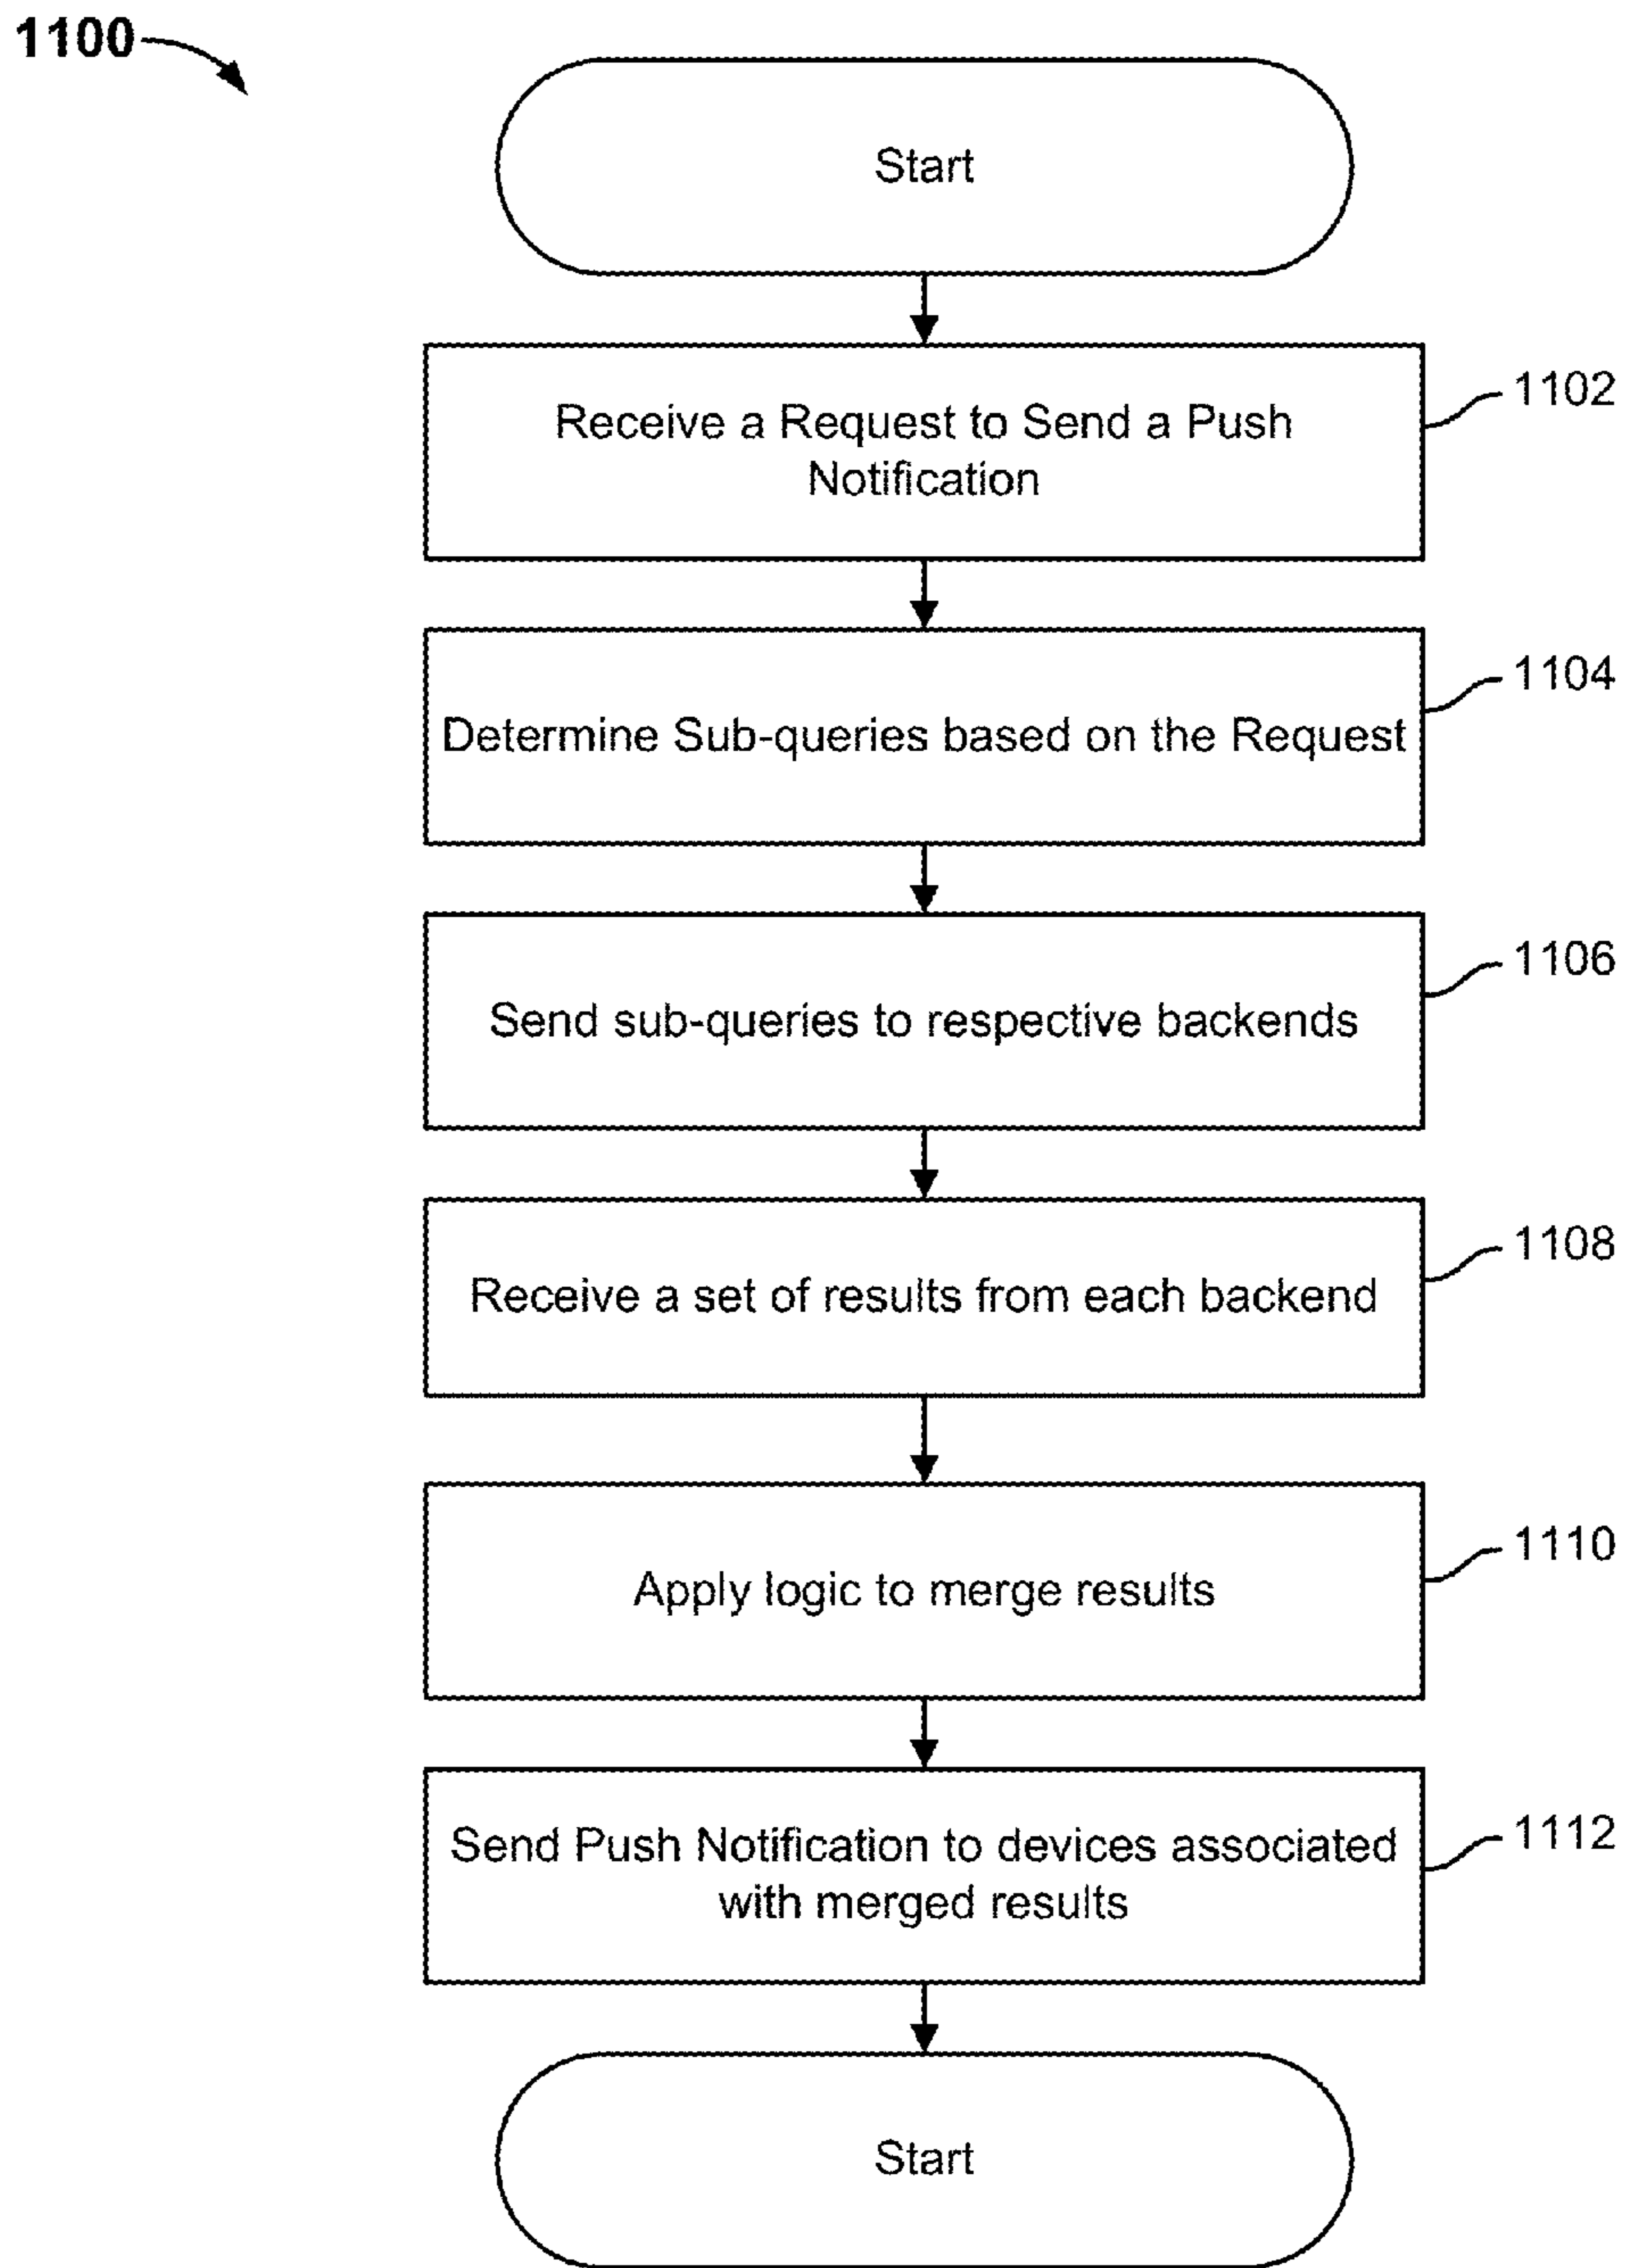 1100
Start
Receive a Request to Send a Push
Notification
1102
Determine Sub-queries based on the Request
1104
Send sub-queries to respective backends
1106
Receive a set of results from each backend
1108
Apply logic to merge results
1110
Send Push Notification to devices associated
with merged results
1112
Start